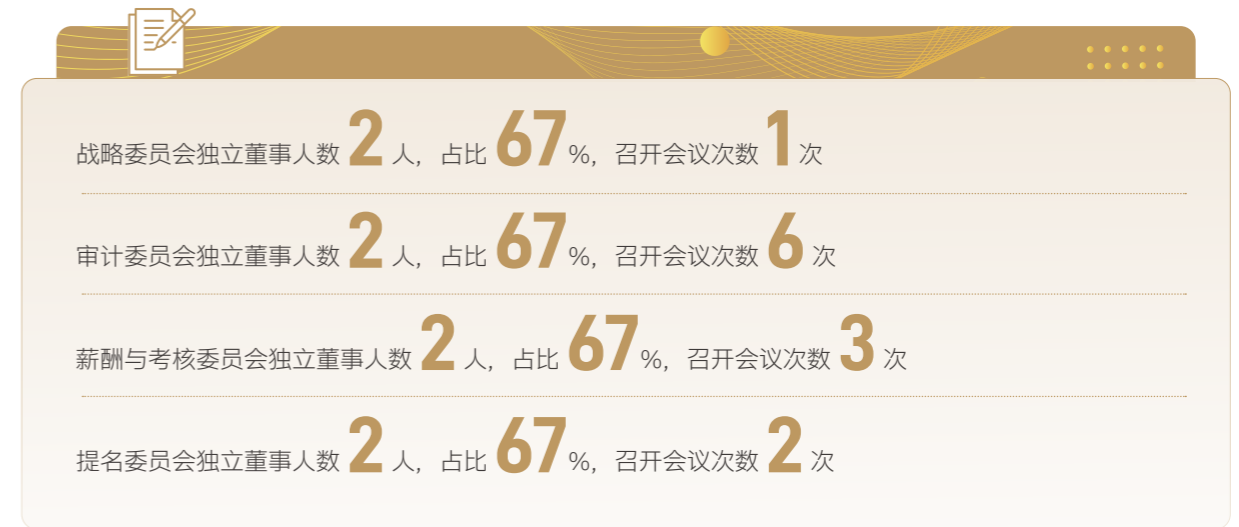 战略委员会独立董事人数 2 人，占比 67%，召开会议次数 1 次
审计委员会独立董事人数 2 人，占比 67%，召开会议次数 6 次
薪酬与考核委员会独立董事人数 2 人，占比 67%，召开会议次数 3 次
提名委员会独立董事人数 2 人，占比 67%，召开会议次数 2 次